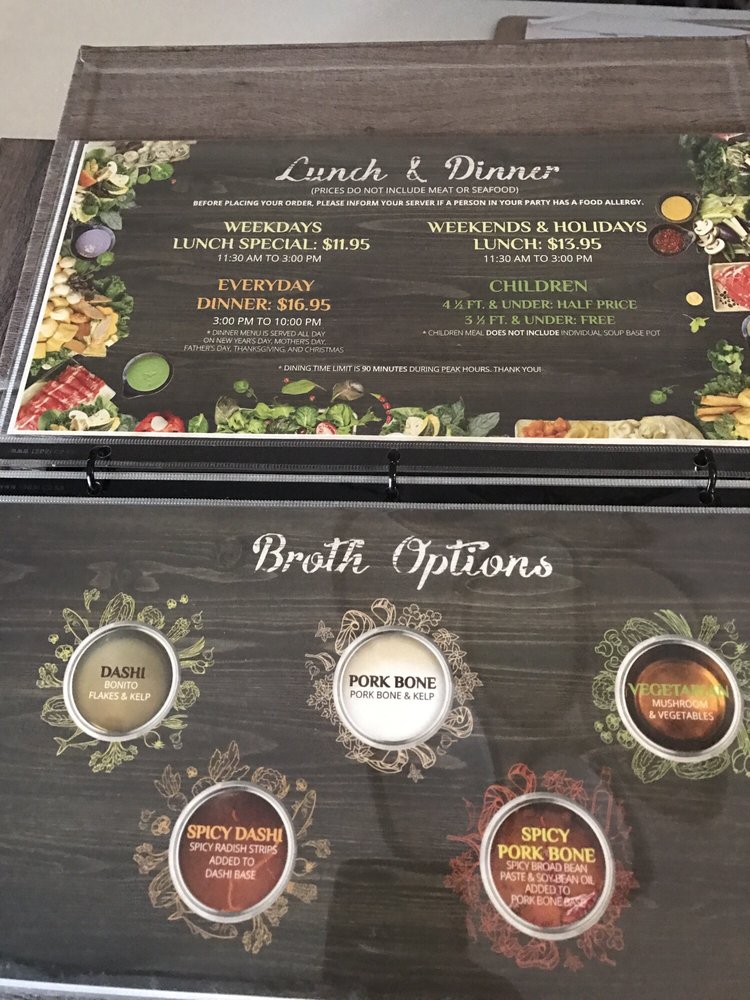 Lunch & Dinner
(PRICES DO NOT INCLUDE MEAT OR SEAFOOD)
BEFORE PLACING YOUR ORDER, PLEASE INFORM YOUR SERVER IF A PERSON IN YOUR PARTY HAS A FOOD ALLERGY.
WEEKDAYS
LUNCH SPECIAL: $11.95
11:30 AM TO 3:00 PM
WEEKENDS & HOLIDAYS
LUNCH: $13.95
11:30 AM TO 3:00 PM
EVERYDAY
DINNER: $16.95
3:00 PM TO 10:00 PM
* DINNER MENU IS SERVED ALL DAY
ON NEW YEAR'S DAY, MOTHER'S DAY,
FATHER'S DAY, THANKSGIVING, AND CHRISTMAS
CHILDREN
4 ½ FT. & UNDER: HALF PRICE
3 ½ FT. & UNDER: FREE
* CHILDREN MEAL DOES NOT INCLUDE INDIVIDUAL SOUP BASE POT
* DINING TIME LIMIT IS 90 MINUTES DURING PEAK HOURS. THANK YOU!
Broth Options
DASHI
BONITO
FLAKES & KELP
PORK BONE
PORK BONE & KELP
VEGETARIAN
MUSHROOM
& VEGETABLES
SPICY DASHI
SPICY RADISH STRIPS
ADDED TO
DASHI BASE
SPICY
PORK BONE
SPICY BROAD BEAN
PASTE & SOY BEAN OIL
ADDED TO
PORK BONE BASE